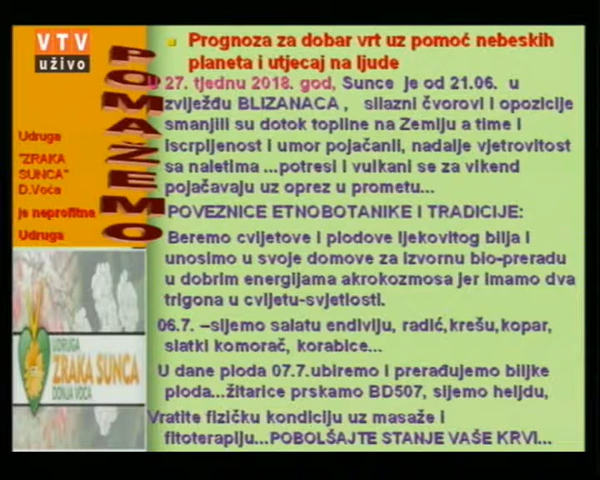 VTV
uživo
POMAŽEMO
Udruga
"ZRAKA
SUNCA"
D.Voća
je neprofitna
Udruga
UDRUGA
ZRAKA SUNCA
DONJA VOĆA
Prognoza za dobar vrt uz pomoć nebeskih
planeta i utjecaj na ljude
U 27. tjednu 2018. god, Sunce je od 21.06. u
zviježđu BLIZANACA , silazni čvorovi i opozicije
smanjili su dotok topline na Zemlju a time i
iscrpljenost i umor pojačanii, nadalje vjetrovitost
sa naletima ...potresi i vulkani se za vikend
pojačavaju uz oprez u prometu...
POVEZNICE ETNOBOTANIKE I TRADICIJE:
Beremo cvijetove i plodove ljekovitog bilja i
unosimo u svoje domove za izvornu bio-preradu
u dobrim energijama akrokozmosa jer imamo dva
trigona u cvijetu-svjetlosti.
06.7. –sijemo salatu endiviju, radić,krešu,kopar,
slatki komorač, korabice...
U dane ploda 07.7.ubiremo i prerađujemo biljke
ploda...žitarice prskamo BD507, sijemo heljdu,
Vratite fizičku kondiciju uz masaže i
fitoterapiju...POBOLŠAJTE STANJE VAŠE KRVI...